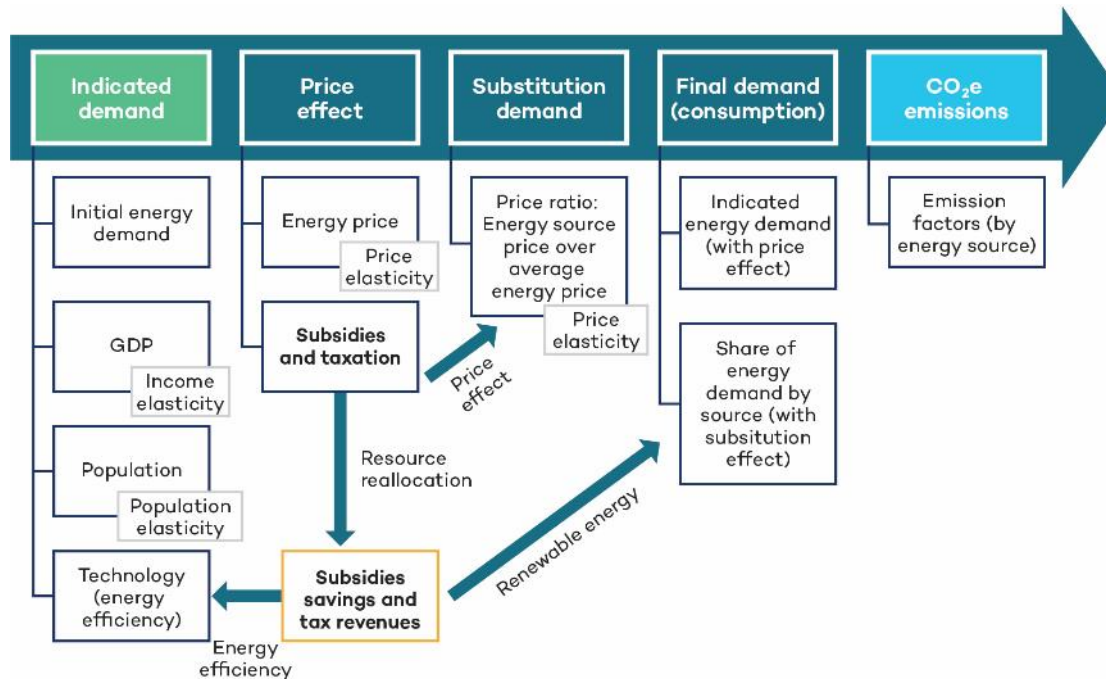 Indicated
demand
Price
effect
Substitution
demand
Final demand
(consumption)
CO₂e
emissions
Initial energy
demand
GDP
Income
elasticity
Population
Population
elasticity
Technology
(energy
efficiency)
Energy price
Price
elasticity
Subsidies
and taxation
Price
effect
Resource
reallocation
Subsidies
savings and
tax revenues
Energy
efficiency
Renewable energy
Price ratio:
Energy source
price over
average
energy price
Price
elasticity
Indicated
energy demand
(with price
effect)
Share of
energy
demand by
source (with
subsitution
effect)
Emission
factors (by
energy source)